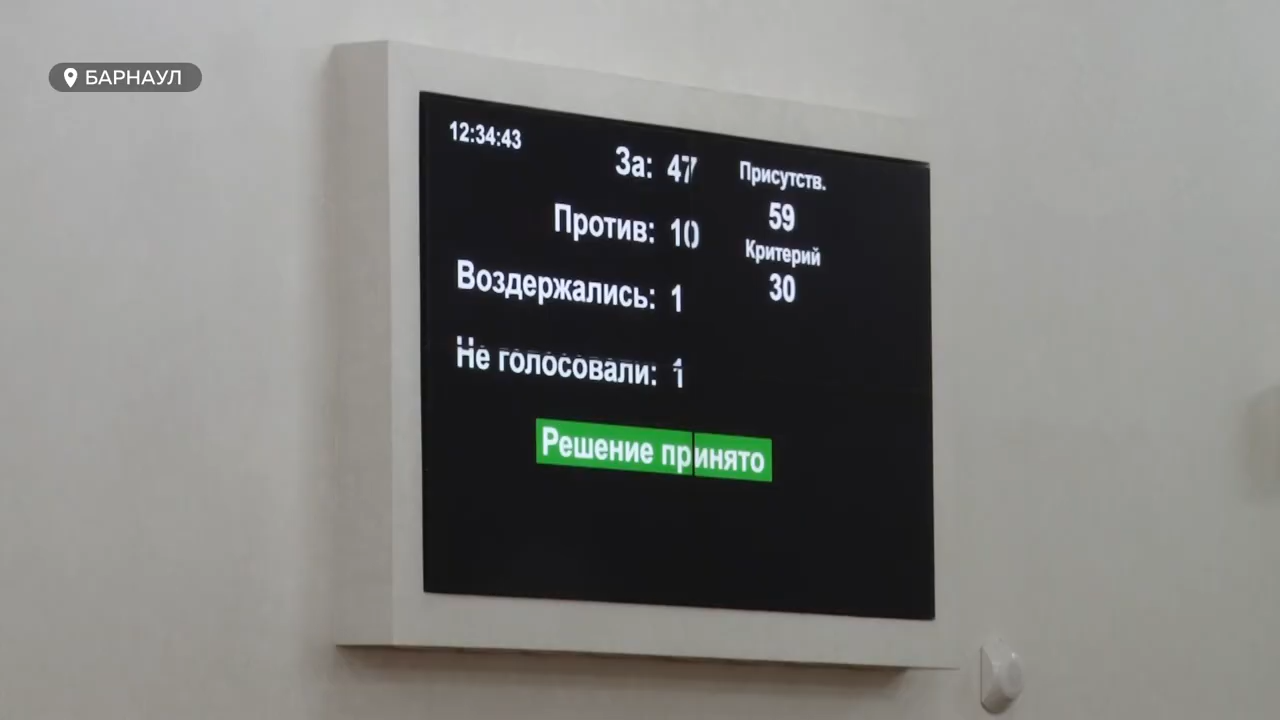 БАРНАУЛ
12:34:43
За: 47
Против: 10
Воздержались: 1
Не голосовали: 1
Присутств.
59
Критерий
30
Решение принято